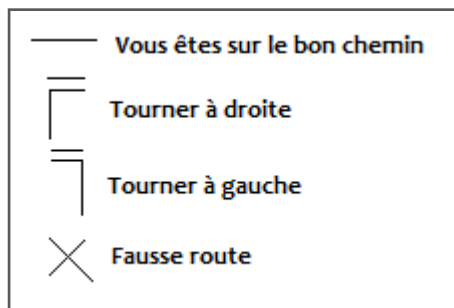 Vous êtes sur le bon chemin
Tourner à droite
Tourner à gauche
Fausse route